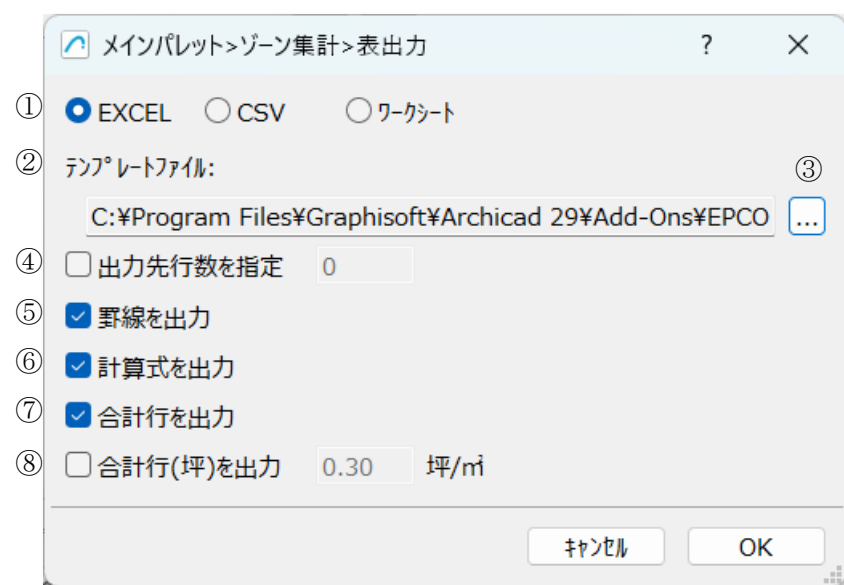 メインパレット>ゾーン集計>表出力 ? ×
① EXCEL CSV ﾜｰｸｼｰﾄ
② ﾃﾝﾌﾟﾚｰﾄﾌｧｲﾙ: ③
C:¥Program Files¥Graphisoft¥Archicad 29¥Add-Ons¥EPCO ...
④ 出力先行数を指定 0
⑤ 罫線を出力
⑥ 計算式を出力
⑦ 合計行を出力
⑧ 合計行(坪)を出力 0.30 坪/㎡
ｷｬﾝｾﾙ OK